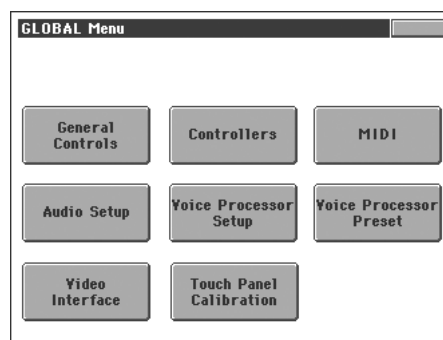 GLOBAL Menu
General
Controls
Controllers
MIDI
Audio Setup
Voice Processor
Setup
Voice Processor
Preset
Video
Interface
Touch Panel
Calibration